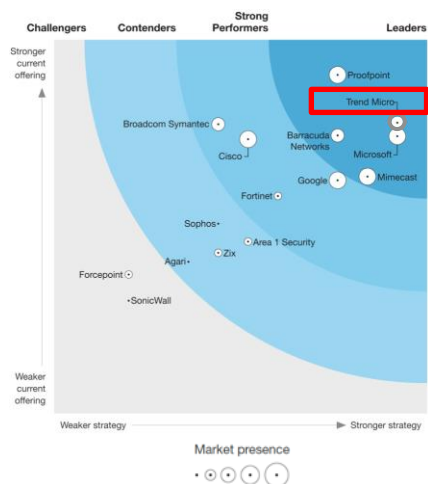 Challengers
Contenders
Strong
Performers
Leaders
Stronger
current
offering
Proofpoint
Trend Micro
Broadcom Symantec
Barracuda
Networks
Cisco
Microsoft
Google
Mimecast
Fortinet
Sophos
Area 1 Security
Zix
Agari
Forcepoint
SonicWall
Weaker
current
offering
Weaker strategy
Stronger strategy
Market presence